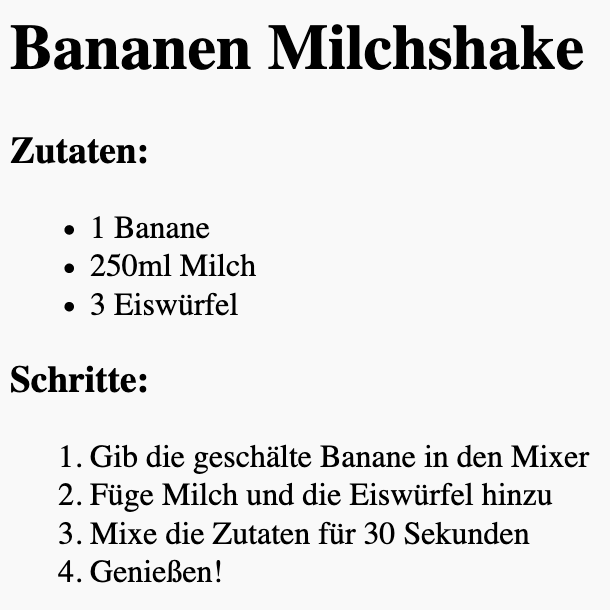 Bananen Milchshake
Zutaten:
• 1 Banane
• 250ml Milch
• 3 Eiswürfel
Schritte:
1. Gib die geschälte Banane in den Mixer
2. Füge Milch und die Eiswürfel hinzu
3. Mixe die Zutaten für 30 Sekunden
4. Genießen!